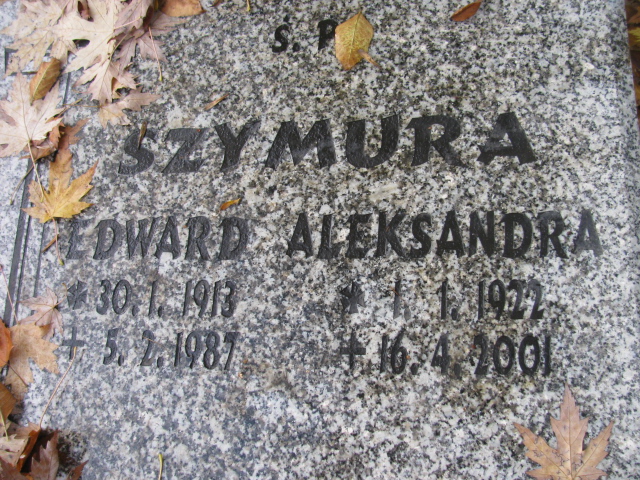 Ś. P.
SZYMURA
EDWARD ALEKSANDRA
* 30. 1. 1913 * 1. 1. 1922
+ 5. 2. 1987 + 16. 4. 2001